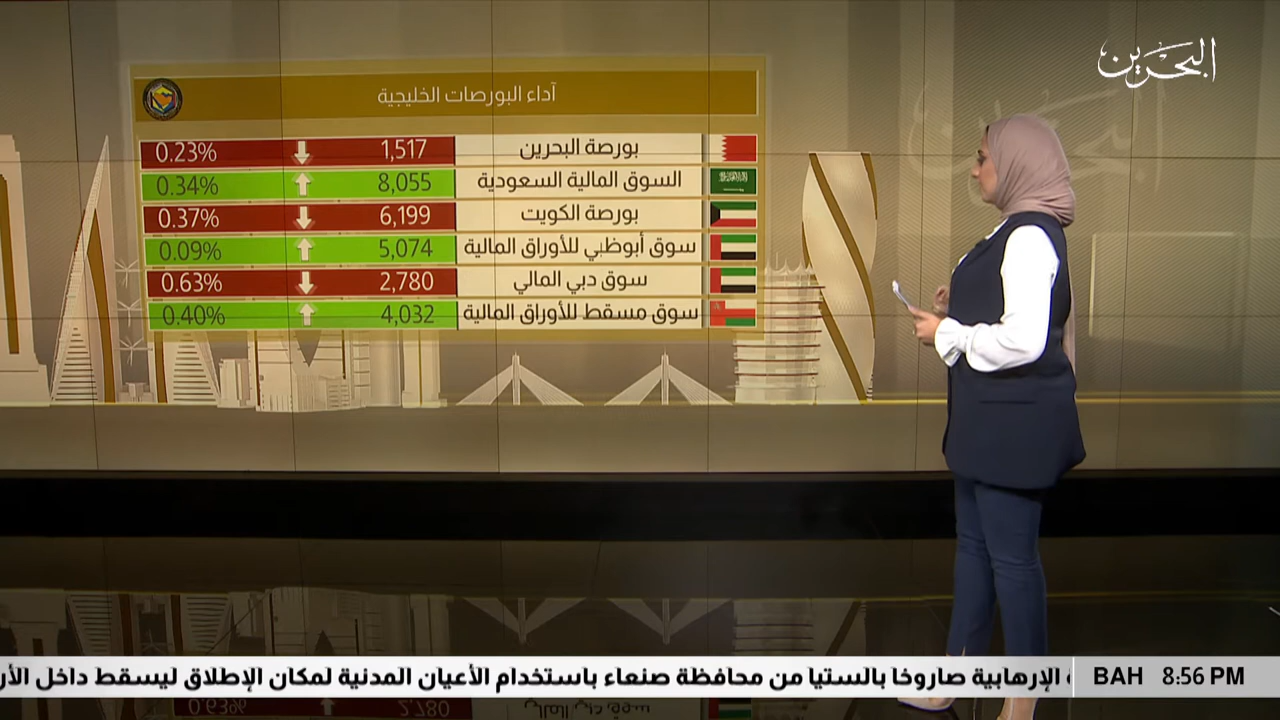 البحرين
آداء البورصات الخليجية
بورصة البحرين 1,517 0.23%
السوق المالية السعودية 8,055 0.34%
بورصة الكويت 6,199 0.37%
سوق أبوظبي للأوراق المالية 5,074 0.09%
سوق دبي المالي 2,780 0.63%
سوق مسقط للأوراق المالية 4,032 0.40%
BAH 8:56 PM
الإرهابية صاروخا بالستيا من محافظة صنعاء باستخدام الأعيان المدنية لمكان الإطلاق ليسقط داخل